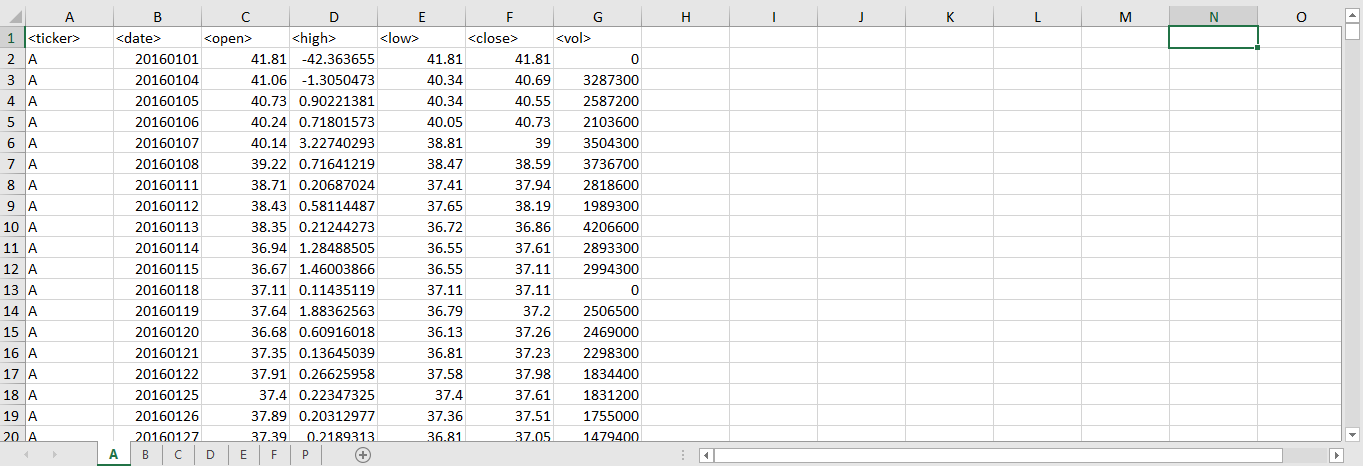 A B C D E F G H I J K L M N O
1 <ticker> <date> <open> <high> <low> <close> <vol>
2 A 20160101 41.81 -42.363655 41.81 41.81 0
3 A 20160104 41.06 -1.3050473 40.34 40.69 3287300
4 A 20160105 40.73 0.90221381 40.34 40.55 2587200
5 A 20160106 40.24 0.71801573 40.05 40.73 2103600
6 A 20160107 40.14 3.22740293 38.81 39 3504300
7 A 20160108 39.22 0.71641219 38.47 38.59 3736700
8 A 20160111 38.71 0.20687024 37.41 37.94 2818600
9 A 20160112 38.43 0.58114487 37.65 38.19 1989300
10 A 20160113 38.35 0.21244273 36.72 36.86 4206600
11 A 20160114 36.94 1.28488505 36.55 37.61 2893300
12 A 20160115 36.67 1.46003866 36.55 37.11 2994300
13 A 20160118 37.11 0.11435119 37.11 37.11 0
14 A 20160119 37.64 1.88362563 36.79 37.2 2506500
15 A 20160120 36.68 0.60916018 36.13 37.26 2469000
16 A 20160121 37.35 0.13645039 36.81 37.23 2298300
17 A 20160122 37.91 0.26625958 37.58 37.98 1834400
18 A 20160125 37.4 0.22347325 37.4 37.61 1831200
19 A 20160126 37.89 0.20312977 37.36 37.51 1755000
20 A 20160127 37.39 0.2189313 36.81 37.05 1479400
A B C D E F P